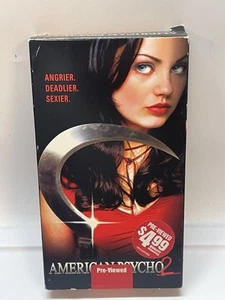 ANGRIER.
DEADLIER.
SEXIER.
PRE-VIEWED
$4.99
AMERICAN PSYCHO 2
Pre-Viewed